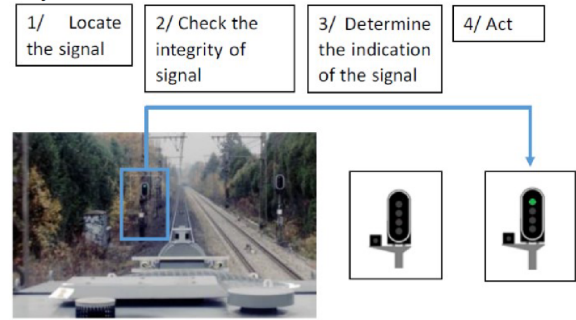 1/ Locate
the signal
2/ Check the
integrity of
signal
3/ Determine
the indication
of the signal
4/ Act